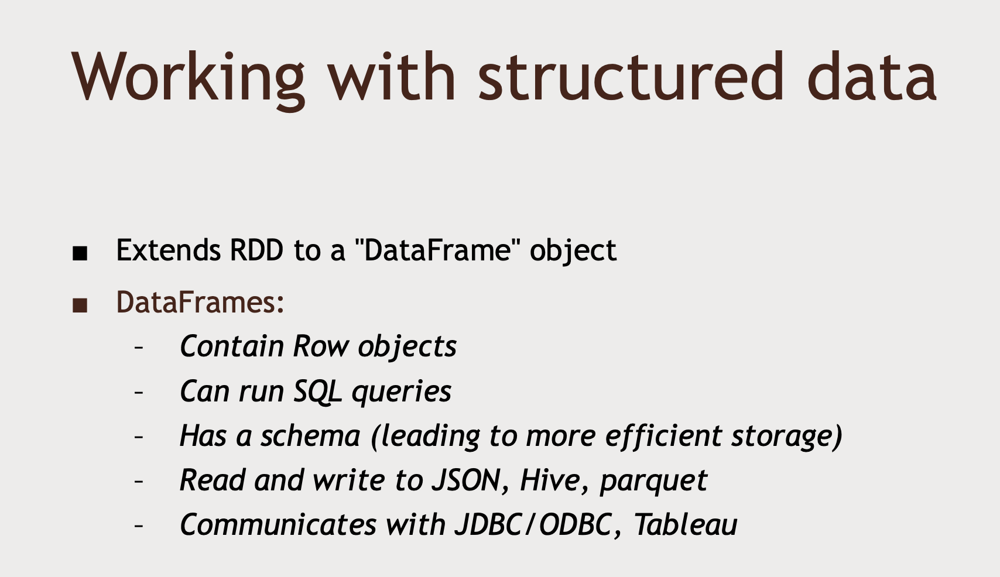 Working with structured data
■ Extends RDD to a "DataFrame" object
■ DataFrames:
– Contain Row objects
– Can run SQL queries
– Has a schema (leading to more efficient storage)
– Read and write to JSON, Hive, parquet
– Communicates with JDBC/ODBC, Tableau